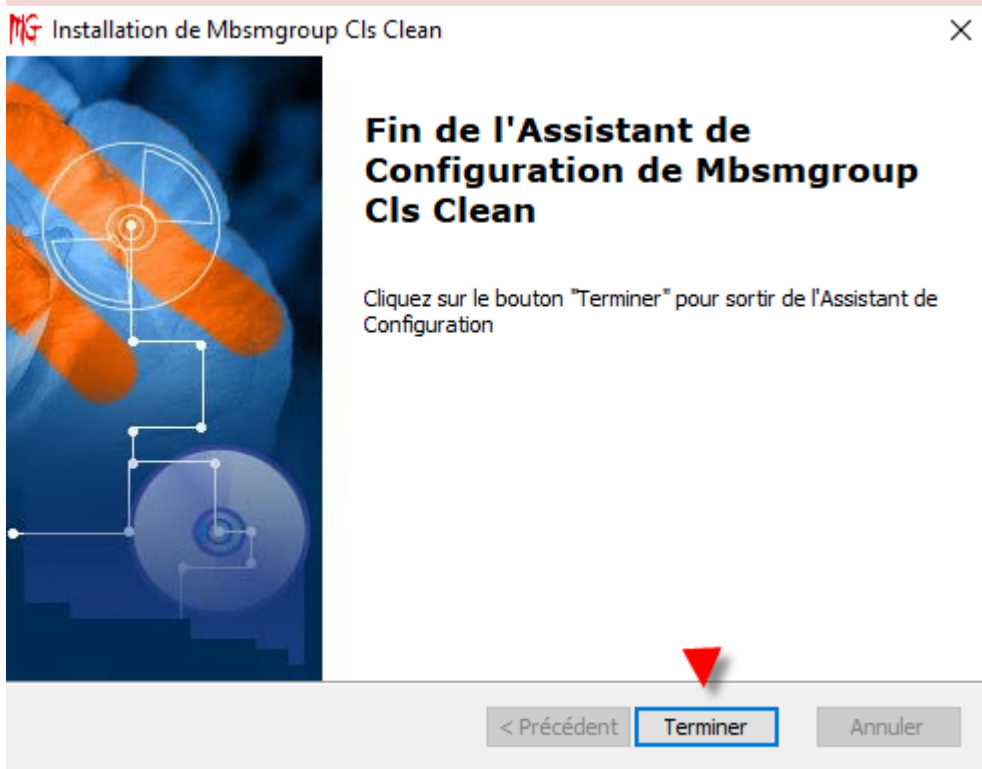 MG Installation de Mbsmgroup Cls Clean
Fin de l'Assistant de
Configuration de Mbsmgroup
Cls Clean
Cliquez sur le bouton "Terminer" pour sortir de l'Assistant de
Configuration
< Précédent Terminer Annuler